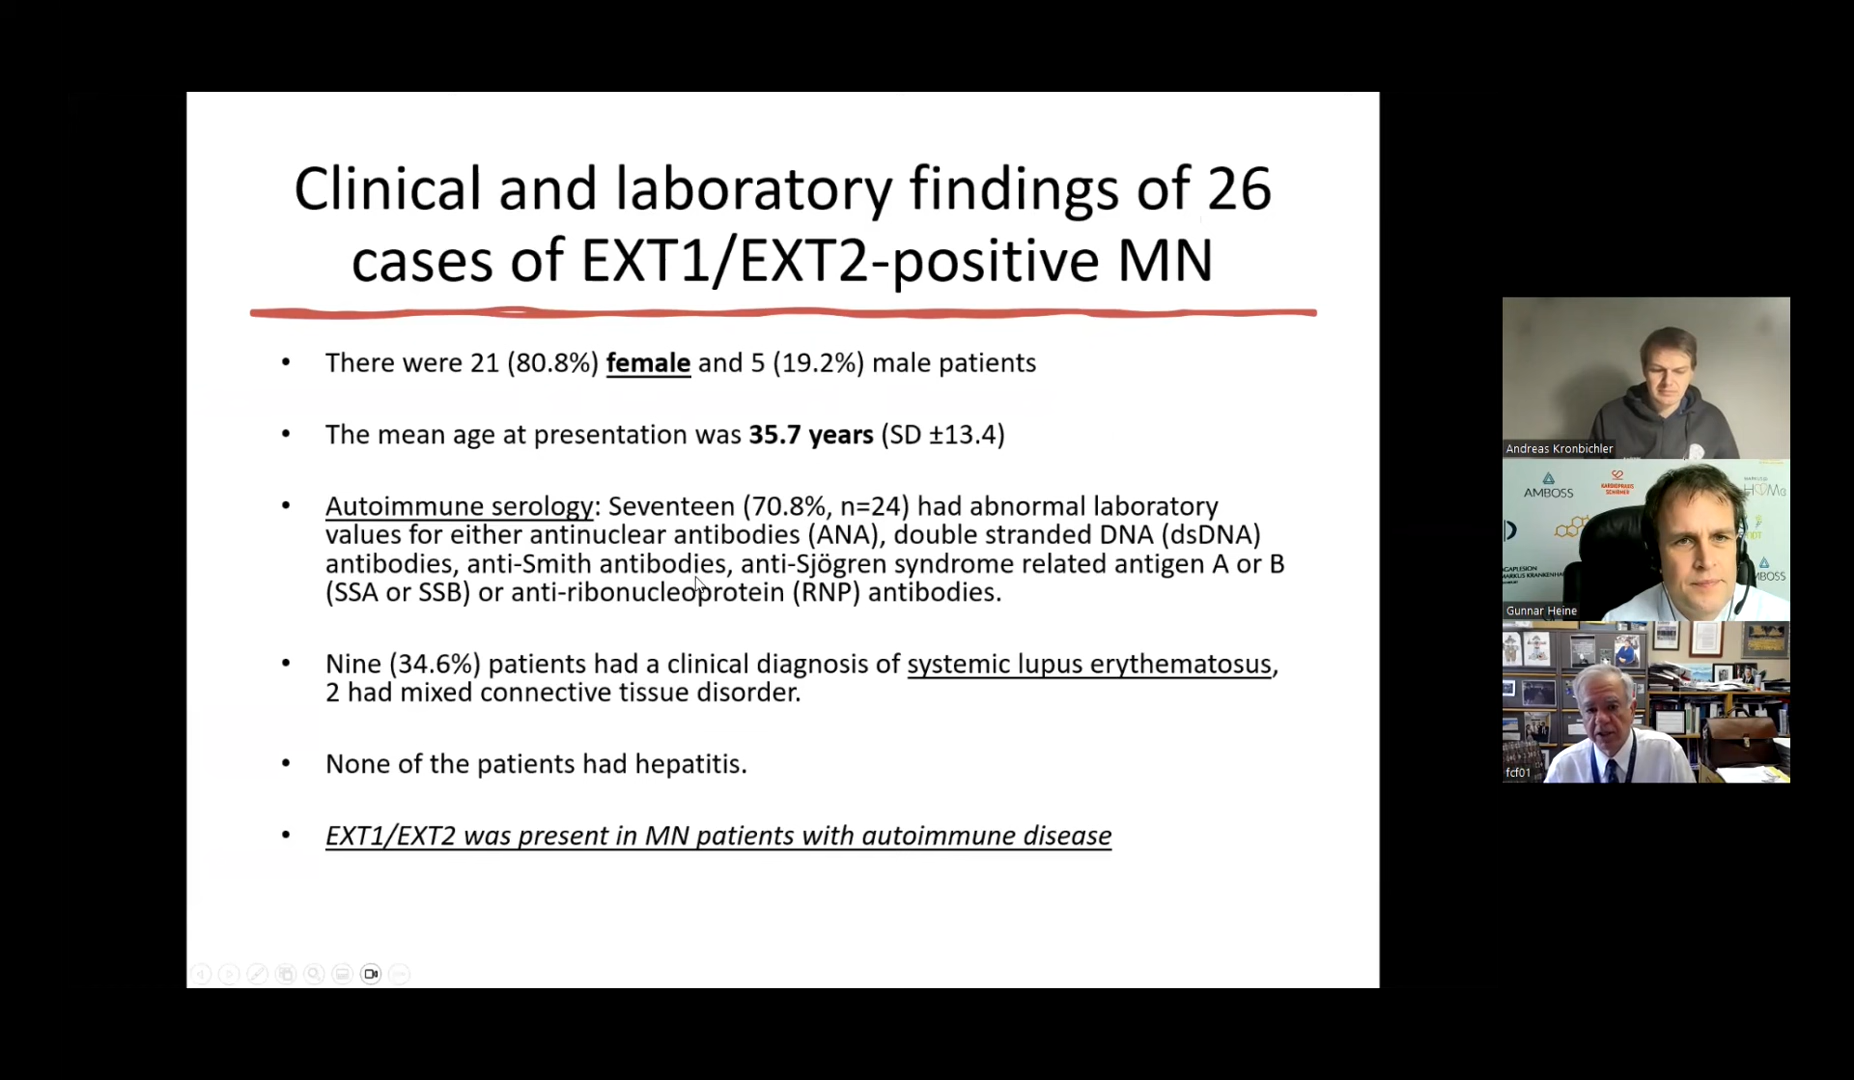 Clinical and laboratory findings of 26
cases of EXT1/EXT2-positive MN
• There were 21 (80.8%) female and 5 (19.2%) male patients
• The mean age at presentation was 35.7 years (SD ±13.4)
• Autoimmune serology: Seventeen (70.8%, n=24) had abnormal laboratory
values for either antinuclear antibodies (ANA), double stranded DNA (dsDNA)
antibodies, anti-Smith antibodies, anti-Sjögren syndrome related antigen A or B
(SSA or SSB) or anti-ribonucleoprotein (RNP) antibodies.
• Nine (34.6%) patients had a clinical diagnosis of systemic lupus erythematosus,
2 had mixed connective tissue disorder.
• None of the patients had hepatitis.
• EXT1/EXT2 was present in MN patients with autoimmune disease
Andreas Kronbichler
AMBOSS
Gunnar Heine
fcf01